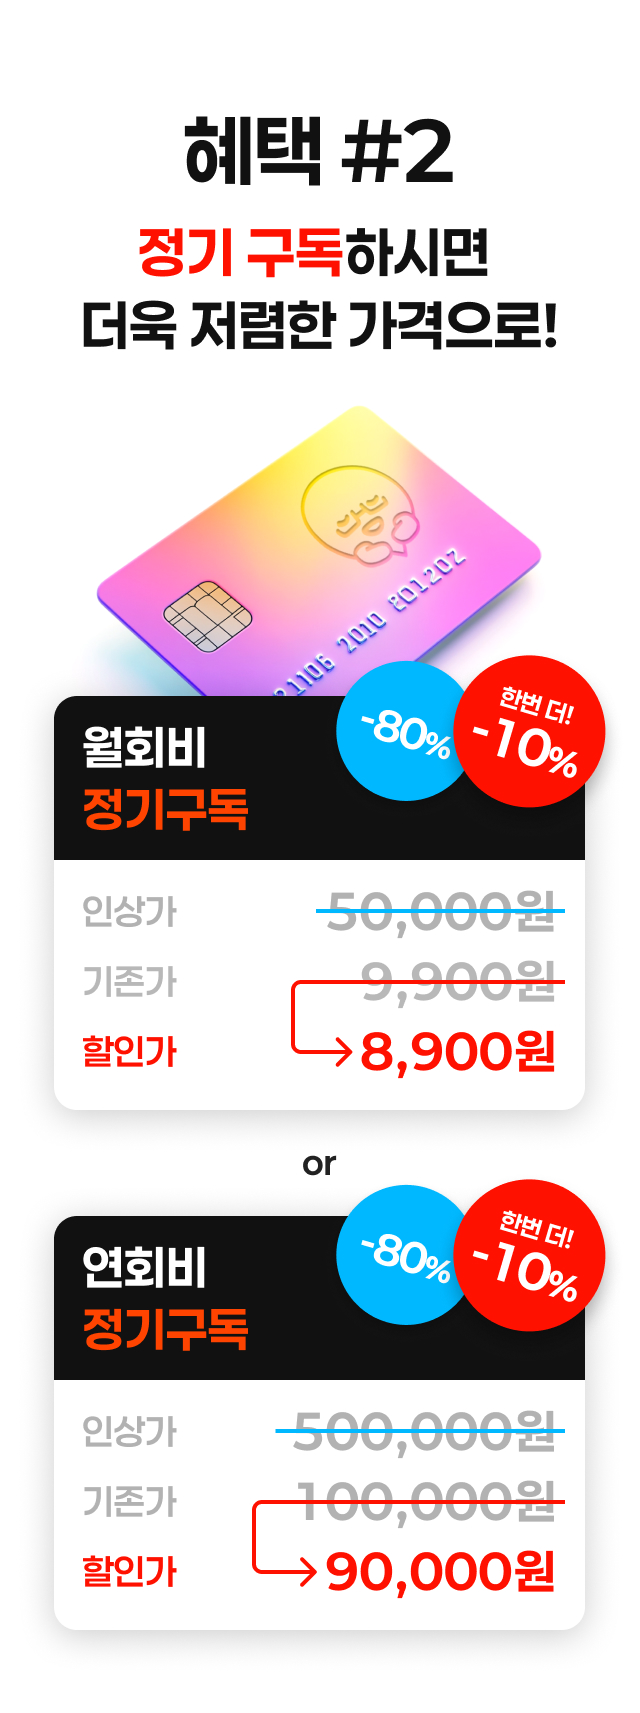 혜택 #2
정기 구독하시면
더욱 저렴한 가격으로!
21106 2010 801202
월회비
정기구독
-80%
한번 더!
-10%
인상가 50,000원
기존가 9,900원
할인가 8,900원
or
연회비
정기구독
-80%
한번 더!
-10%
인상가 500,000원
기존가 100,000원
할인가 90,000원